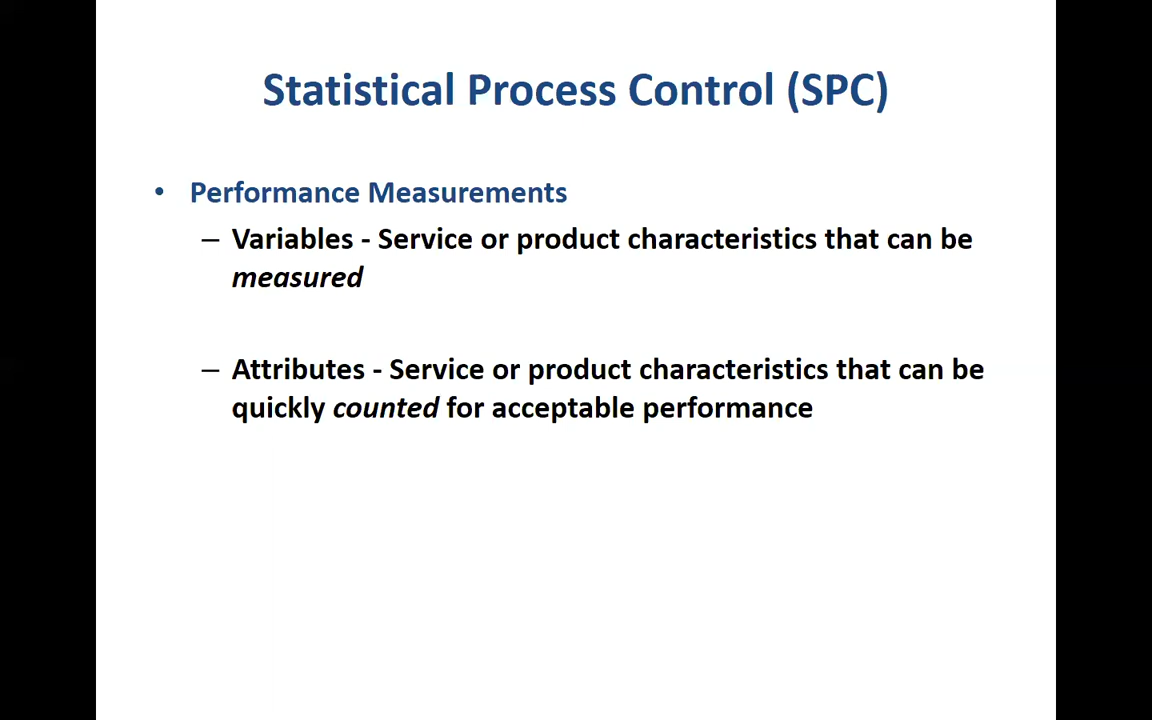 Statistical Process Control (SPC)
• Performance Measurements
– Variables - Service or product characteristics that can be
measured
– Attributes - Service or product characteristics that can be
quickly counted for acceptable performance